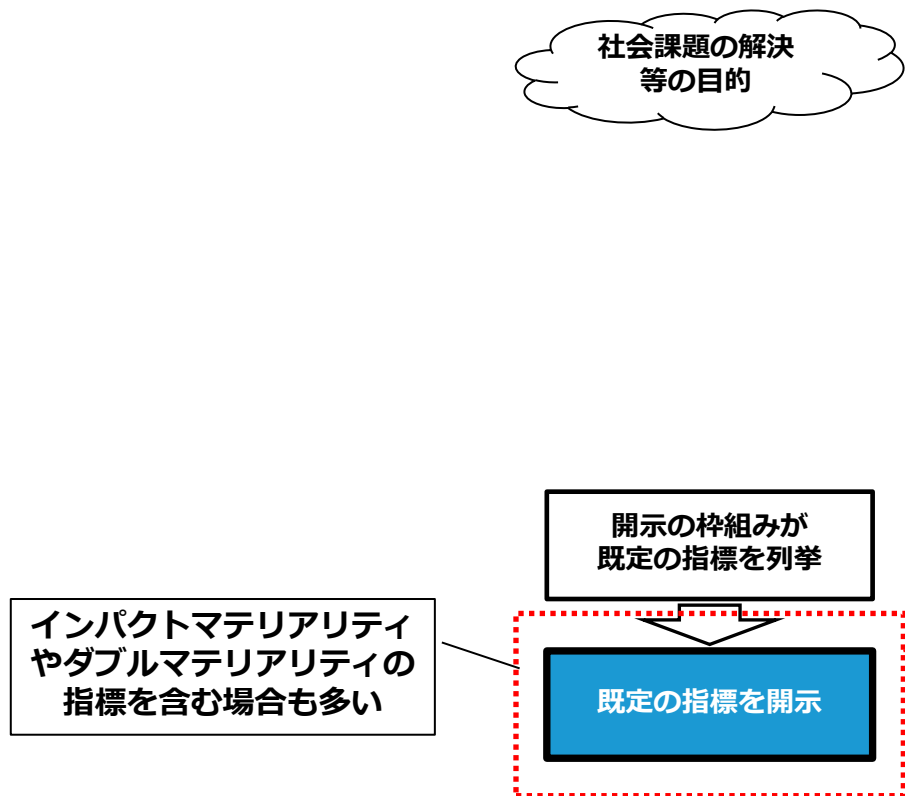 社会課題の解決
等の目的
開示の枠組みが
既定の指標を列挙
インパクトマテリアリティ
やダブルマテリアリティの
指標を含む場合も多い
既定の指標を開示